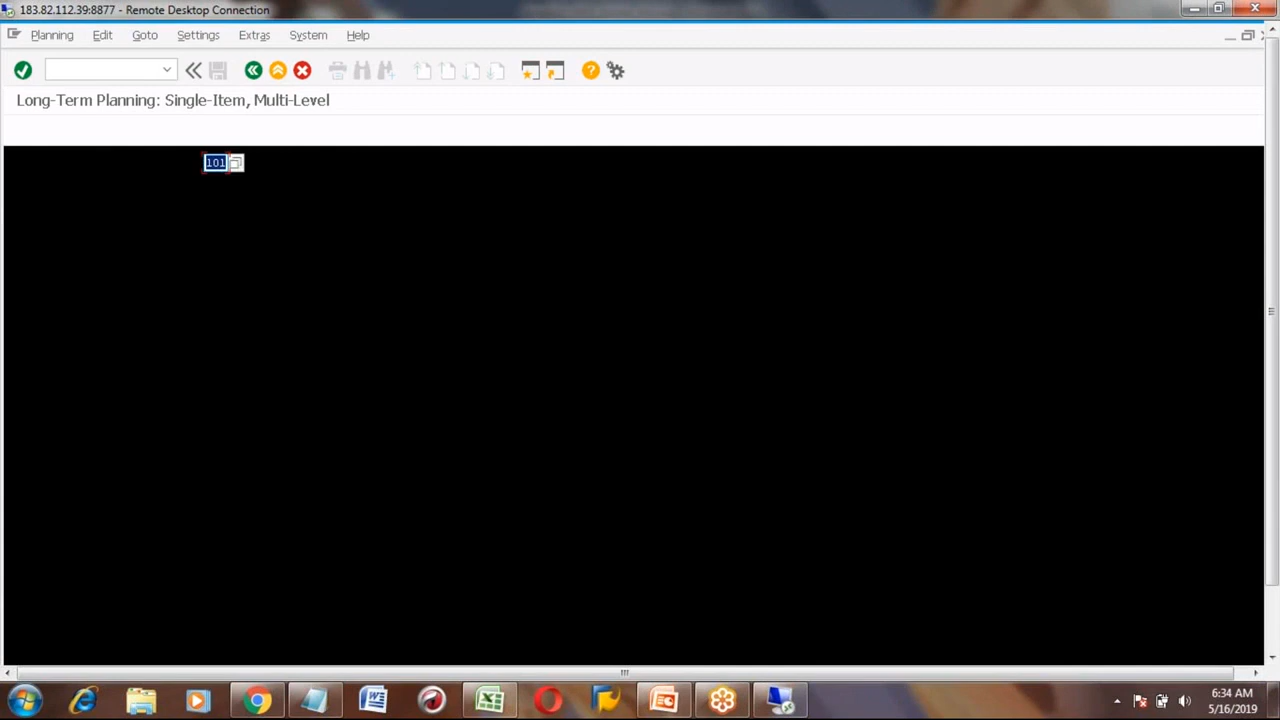 183.82.112.39:8877 - Remote Desktop Connection
Planning Edit Goto Settings Extras System Help
Long-Term Planning: Single-Item, Multi-Level
101
6:34 AM
5/16/2019